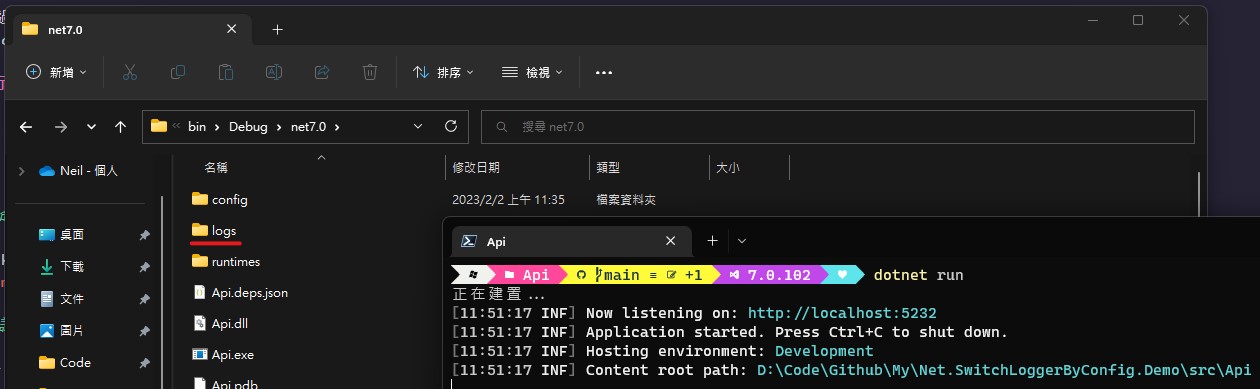 net7.0
新增
排序
檢視
bin
Debug
net7.0
搜尋 net7.0
Neil - 個人
名稱
修改日期
類型
大小
config
2023/2/2 上午 11:35
檔案資料夾
桌面
logs
下載
runtimes
文件
Api.deps.json
圖片
Api.dll
Code
Api.exe
Api.pdb
Api
Api main ≡ +1 7.0.102 dotnet run
正在建置...
[11:51:17 INF] Now listening on: http://localhost:5232
[11:51:17 INF] Application started. Press Ctrl+C to shut down.
[11:51:17 INF] Hosting environment: Development
[11:51:17 INF] Content root path: D:\Code\Github\My\Net.SwitchLoggerByConfig.Demo\src\Api